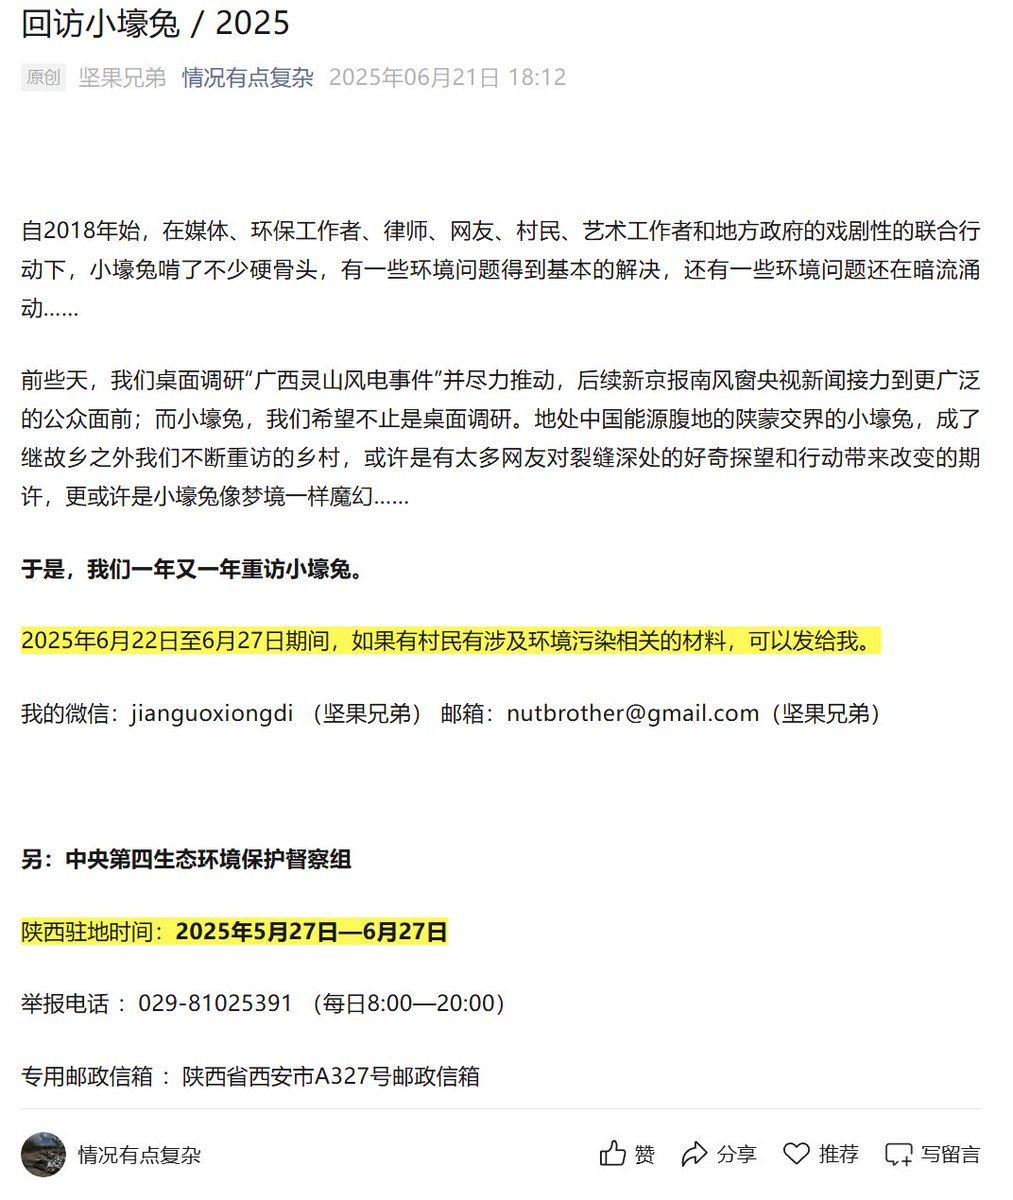 回访小壕兔 / 2025
原创 坚果兄弟 情况有点复杂 2025年06月21日 18:12
自2018年始，在媒体、环保工作者、律师、网友、村民、艺术工作者和地方政府的戏剧性的联合行
动下，小壕兔啃了不少硬骨头，有一些环境问题得到基本的解决，还有一些环境问题还在暗流涌
动……
前些天，我们桌面调研“广西灵山风电事件”并尽力推动，后续新京报南风窗央视新闻接力到更广泛
的公众面前；而小壕兔，我们希望不止是桌面调研。地处中国能源腹地的陕蒙交界的小壕兔，成了
继故乡之外我们不断重访的乡村，或许是有太多网友对裂缝深处的好奇探望和行动带来改变的期
许，更或许是小壕兔像梦境一样魔幻……
于是，我们一年又一年重访小壕兔。
2025年6月22日至6月27日期间，如果有村民有涉及环境污染相关的材料，可以发给我。
我的微信：jianguoxiongdi （坚果兄弟） 邮箱：nutbrother@gmail.com（坚果兄弟）
另：中央第四生态环境保护督察组
陕西驻地时间：2025年5月27日—6月27日
举报电话 ：029-81025391 （每日8:00—20:00）
专用邮政信箱 ：陕西省西安市A327号邮政信箱
情况有点复杂 赞 分享 推荐 写留言